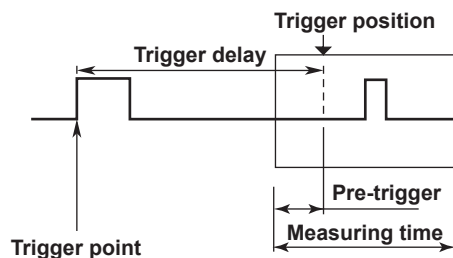 Trigger position
Trigger delay
Pre-trigger
Measuring time
Trigger point